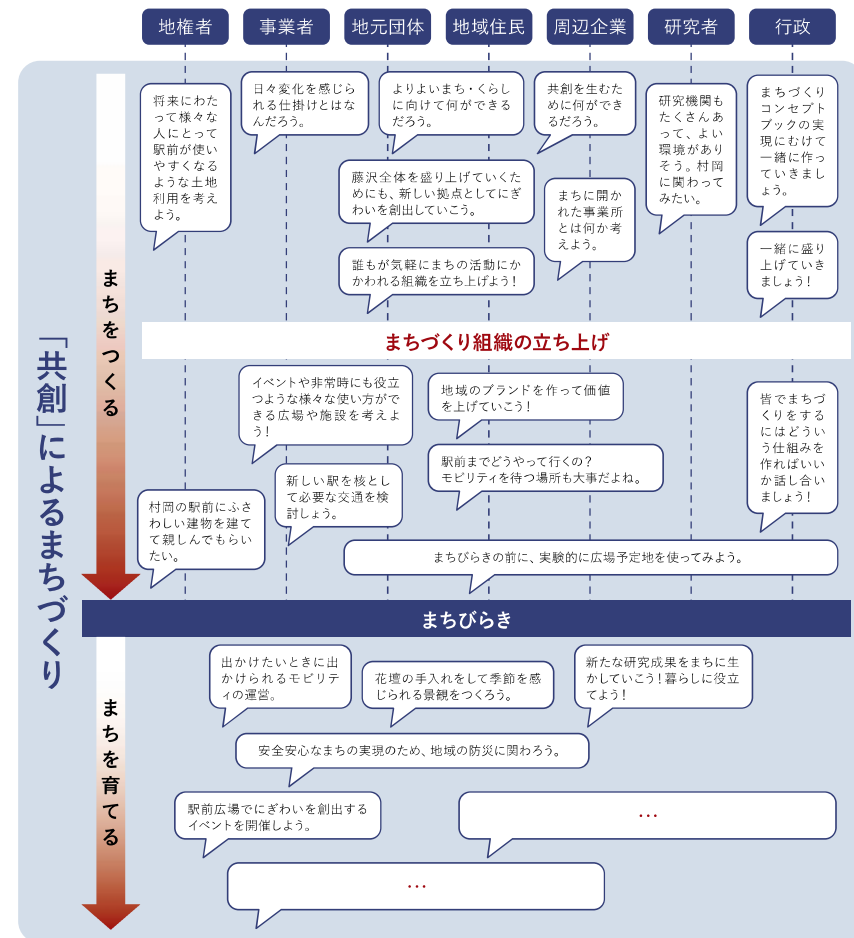 地権者
事業者
地元団体
地域住民
周辺企業
研究者
行政
「共創」によるまちづくり
まちをつくる
将来にわた
って様々な
人にとって
駅前が使い
やすくなる
ような土地
利用を考え
よう。
日々変化を感じ
られる仕掛けとはな
んだろう。
よりよいまち・くらし
に向けて何ができる
だろう。
共創を生むた
めに何ができ
るだろう。
研究機関も
たくさんあ
って、よい
環境があり
そう。村岡
に関わって
みたい。
まちづくり
コンセプト
ブックの実
現にむけて
一緒に作っ
ていきまし
ょう。
藤沢全体を盛り上げていくた
めにも、新しい拠点としてにぎ
わいを創出していこう。
まちに開か
れた事業所
とは何か考
えよう。
一緒に盛り
上げていき
ましょう！
誰もが気軽にまちの活動にか
かわれる組織を立ち上げよう！
まちづくり組織の立ち上げ
イベントや非常時にも役立
つような様々な使い方がで
きる広場や施設を考えよ
う！
地域のブランドを作って価値
を上げていこう！
皆でまちづ
くりをする
にはどうい
う仕組みを
作ればいい
か話し合い
ましょう！
駅前までどうやって行くの？
モビリティを待つ場所も大事だよね。
新しい駅を核とし
て必要な交通を検
討しよう。
村岡の駅前にふさ
わしい建物を建て
て親しんでもらい
たい。
まちびらきの前に、実験的に広場予定地を使ってみよう。
まちびらき
まちを育てる
出かけたいときに出
かけられるモビリテ
ィの運営。
花壇の手入れをして季節を感
じられる景観をつくろう。
新たな研究成果をまちに生
かしていこう！暮らしに役立
てよう！
安全安心なまちの実現のため、地域の防災に関わろう。
駅前広場でにぎわいを創出する
イベントを開催しよう。
…
…